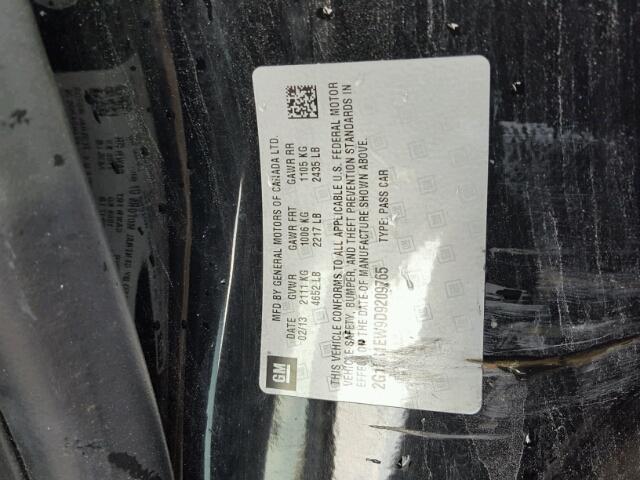 GM
MFD BY GENERAL MOTORS OF CANADA LTD.
DATE GVWR GAWR FRT GAWR RR
02/13 2111 KG 1006 KG 1105 KG
4652 LB 2217 LB 2435 LB
THIS VEHICLE CONFORMS TO ALL APPLICABLE U.S. FEDERAL MOTOR
VEHICLE SAFETY, BUMPER, AND THEFT PREVENTION STANDARDS IN
EFFECT ON THE DATE OF MANUFACTURE SHOWN ABOVE.
TYPE: PASS CAR